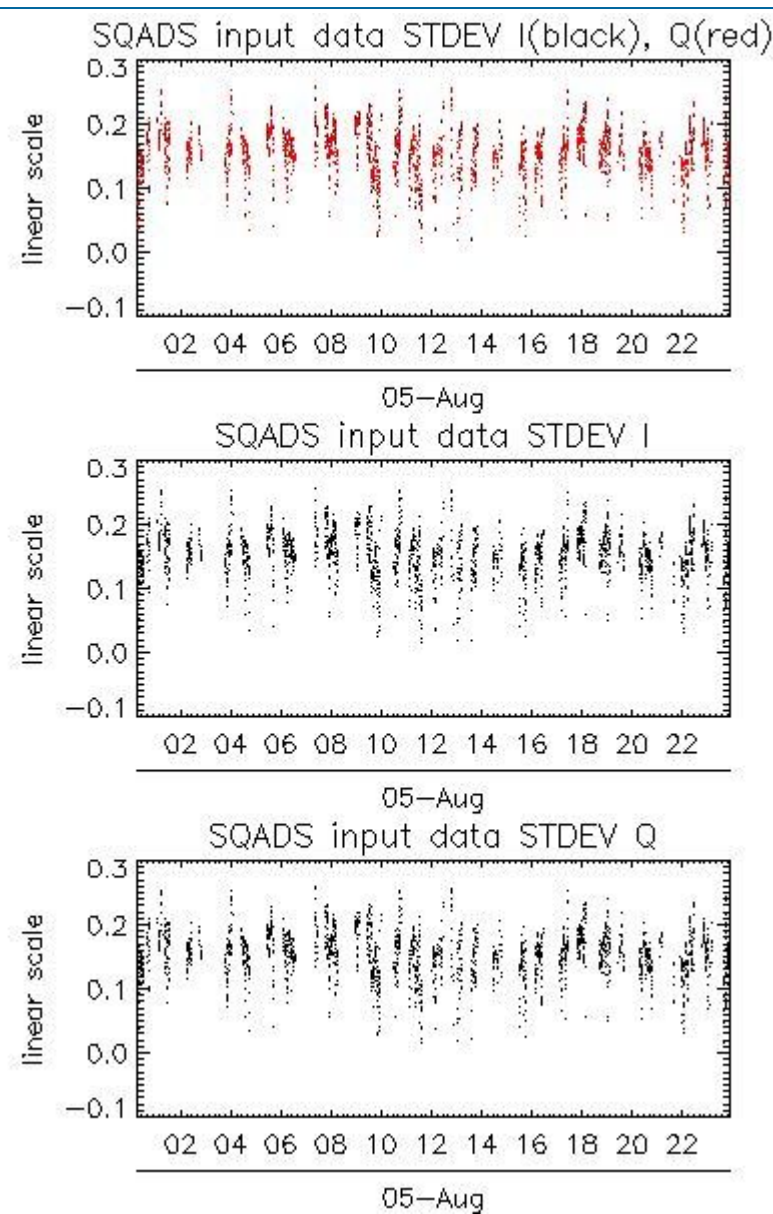 SQADS input data STDEV I(black), Q(red)
0.3
0.2
0.1
0.0
−0.1
linear scale
02 04 06 08 10 12 14 16 18 20 22
05−Aug
SQADS input data STDEV I
0.3
0.2
0.1
0.0
−0.1
linear scale
02 04 06 08 10 12 14 16 18 20 22
05−Aug
SQADS input data STDEV Q
0.3
0.2
0.1
0.0
−0.1
linear scale
02 04 06 08 10 12 14 16 18 20 22
05−Aug